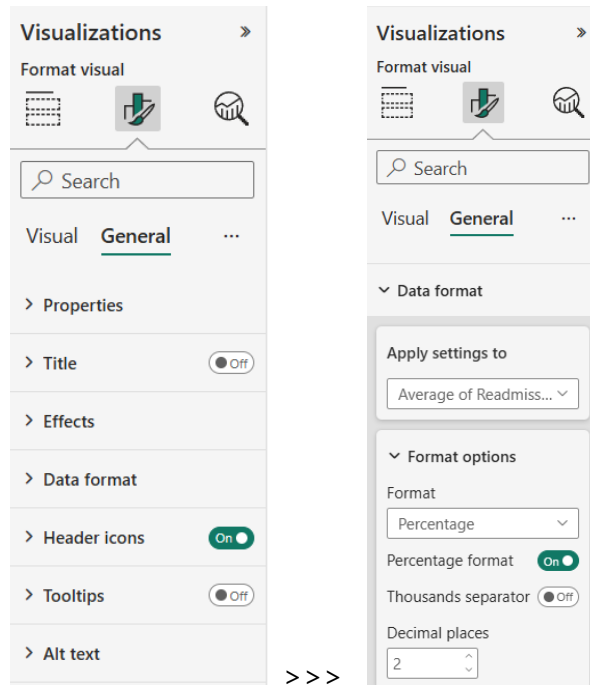 Visualizations »
Format visual
Search
Visual General ...
> Properties
> Title Off
> Effects
> Data format
> Header icons On
> Tooltips Off
> Alt text
> > >
Visualizations »
Format visual
Search
Visual General ...
Data format
Apply settings to
Average of Readmiss...
Format options
Format
Percentage
Percentage format On
Thousands separator Off
Decimal places
2